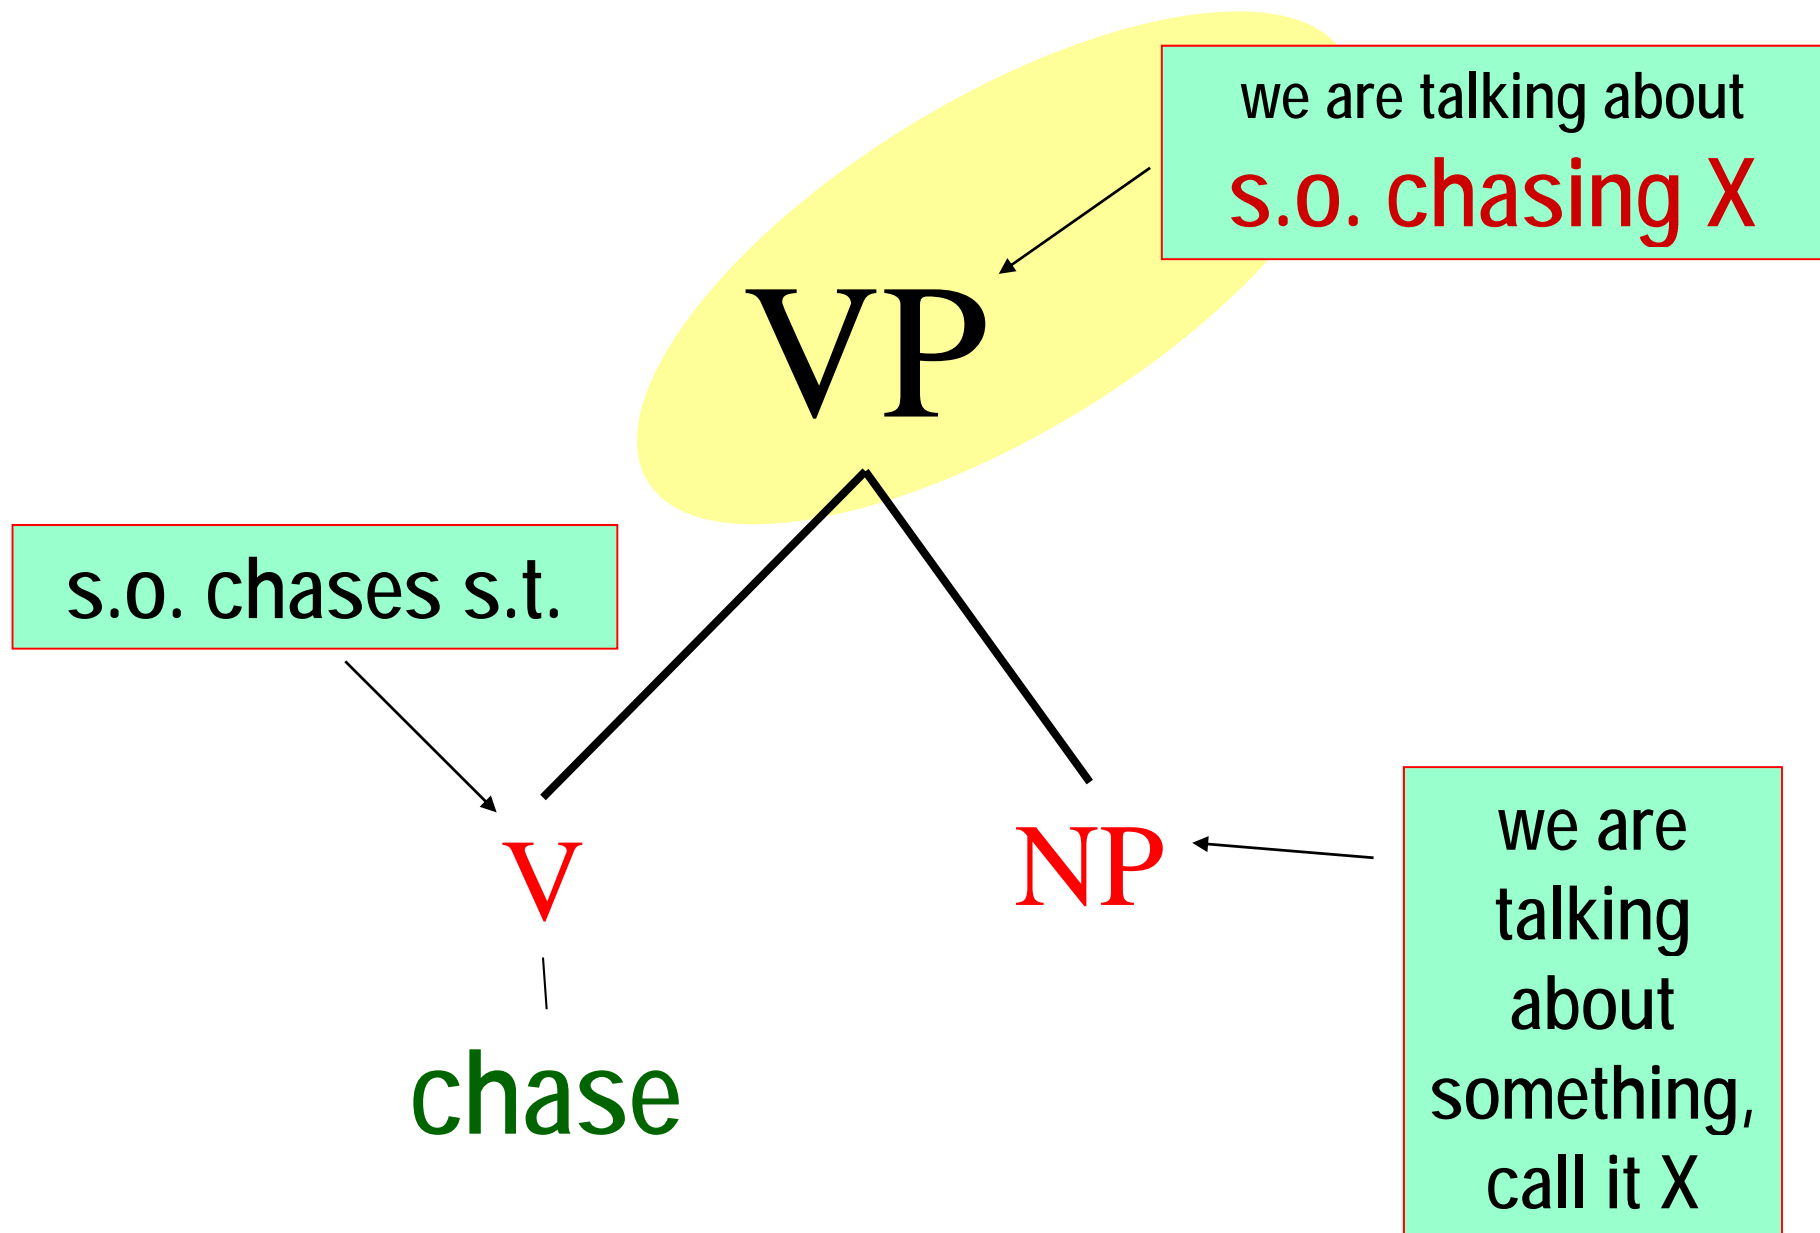 we are talking about
s.o. chasing X
VP
s.o. chases s.t.
V
NP
chase
we are
talking
about
something,
call it X